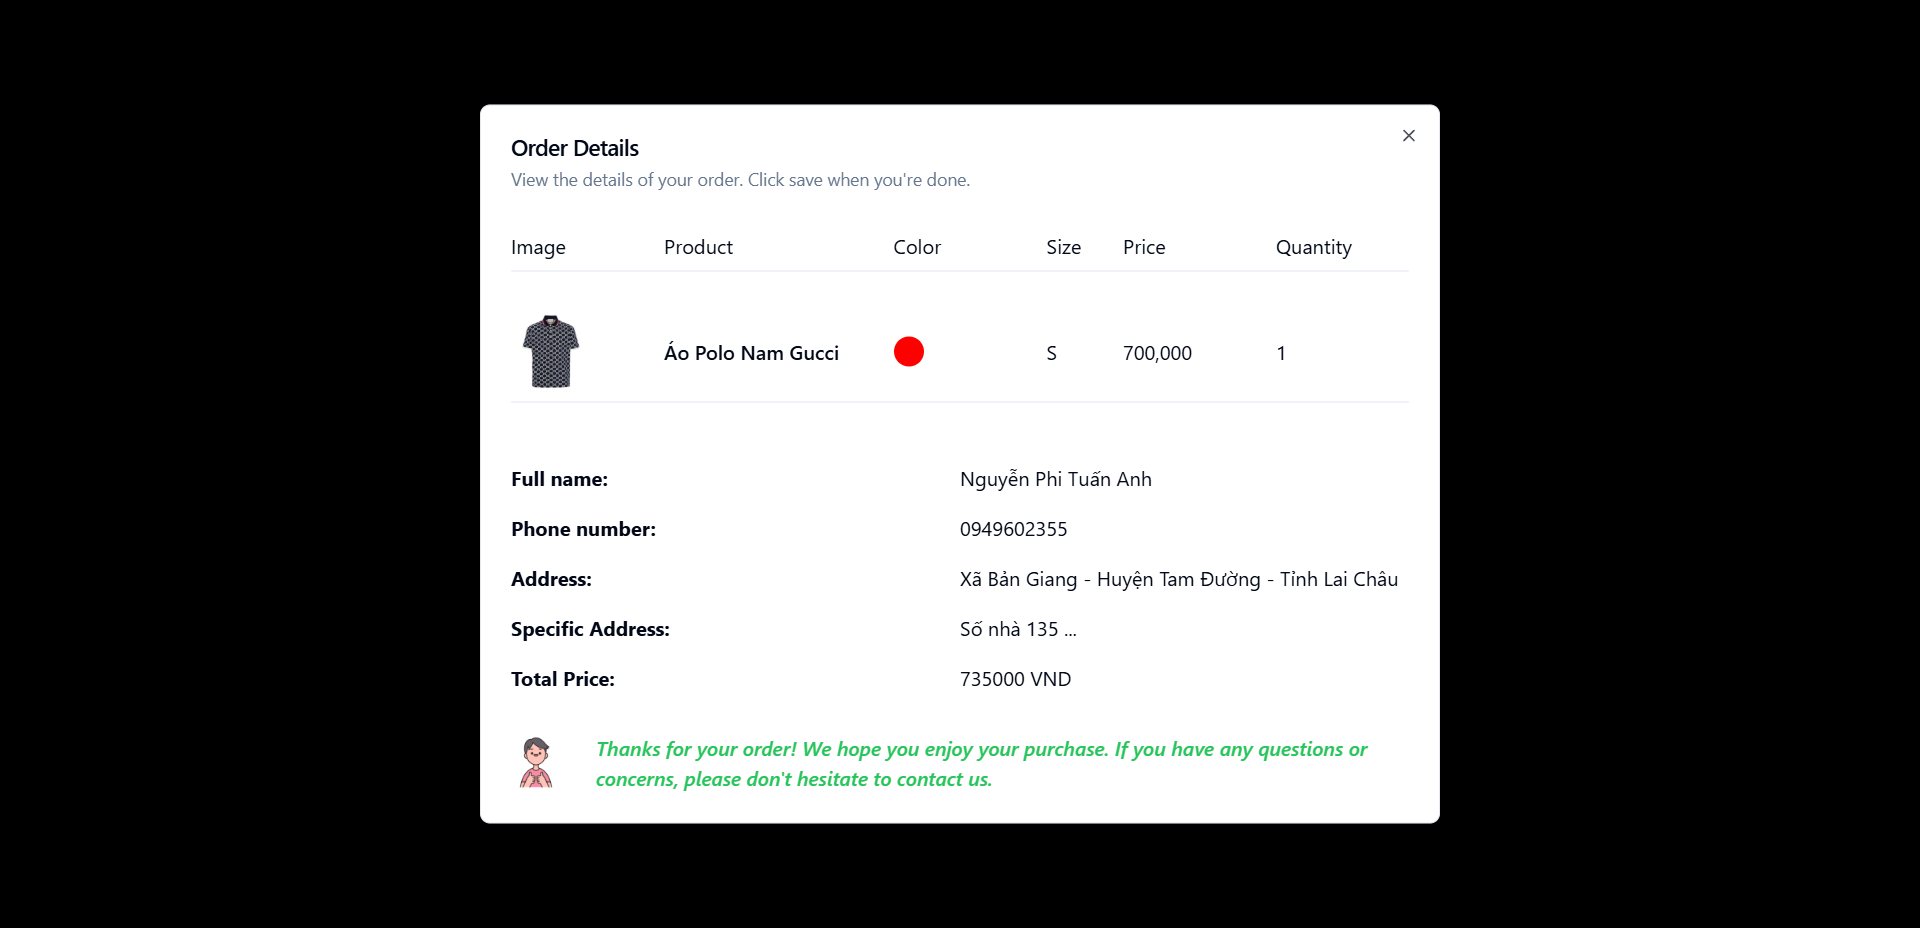 Order Details
View the details of your order. Click save when you're done.
Image Product Color Size Price Quantity
Áo Polo Nam Gucci S 700,000 1
Full name: Nguyễn Phi Tuấn Anh
Phone number: 0949602355
Address: Xã Bản Giang - Huyện Tam Đường - Tỉnh Lai Châu
Specific Address: Số nhà 135 ...
Total Price: 735000 VND
Thanks for your order! We hope you enjoy your purchase. If you have any questions or
concerns, please don't hesitate to contact us.